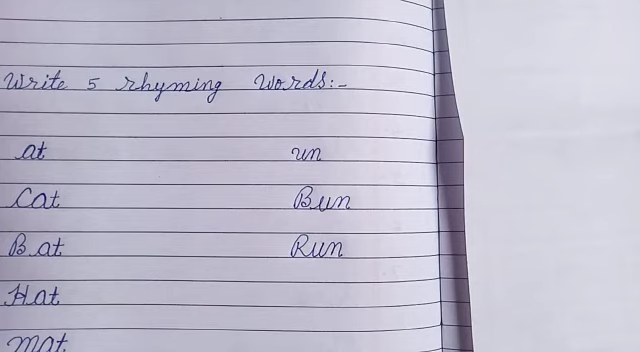 Write 5 rhyming Words:-
at un
Cat Bun
Bat Run
Hat
mat